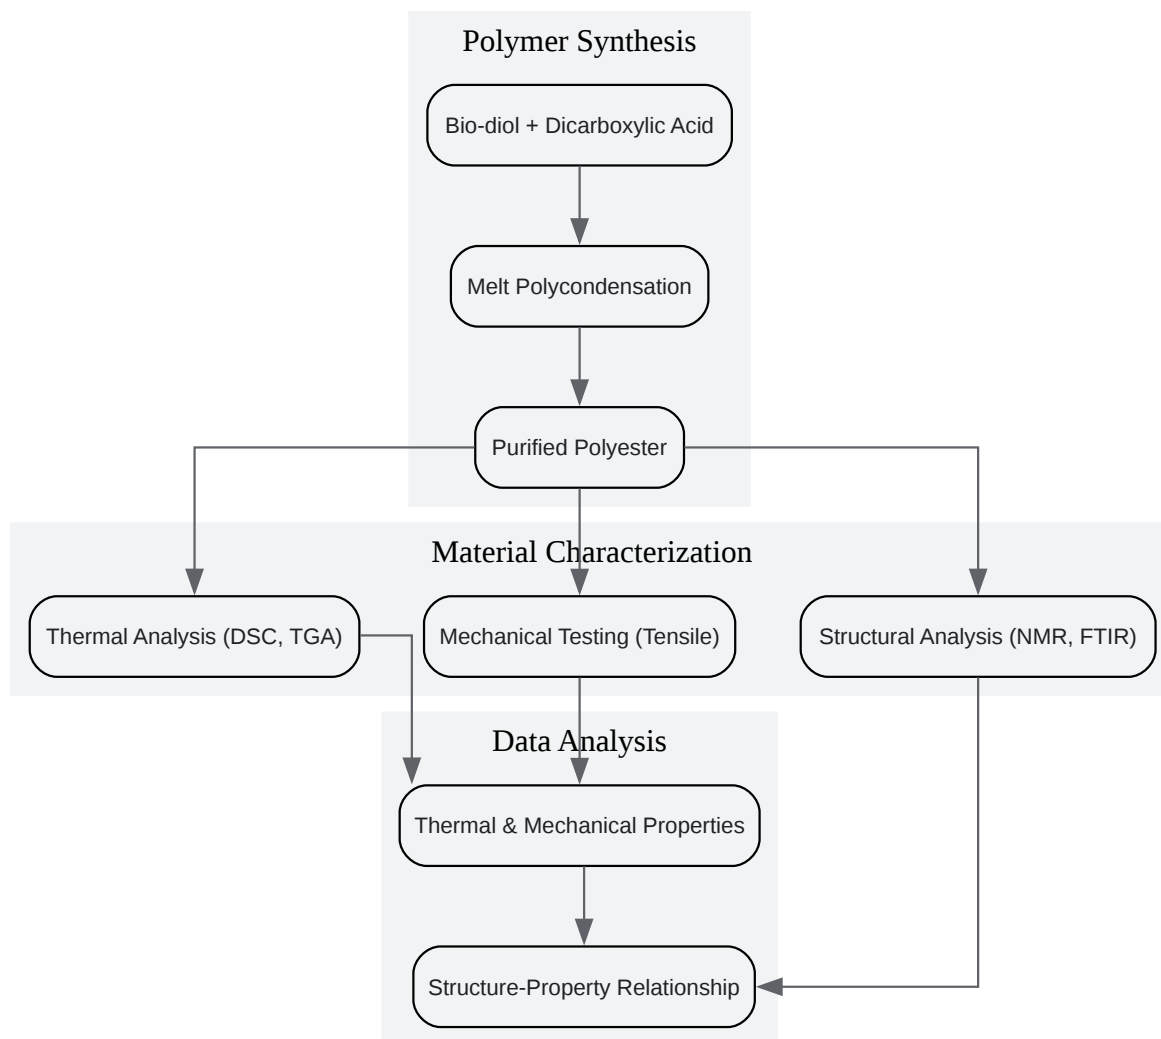 Polymer Synthesis
Bio-diol + Dicarboxylic Acid
Melt Polycondensation
Purified Polyester
Material Characterization
Thermal Analysis (DSC, TGA)
Mechanical Testing (Tensile)
Structural Analysis (NMR, FTIR)
Data Analysis
Thermal & Mechanical Properties
Structure-Property Relationship